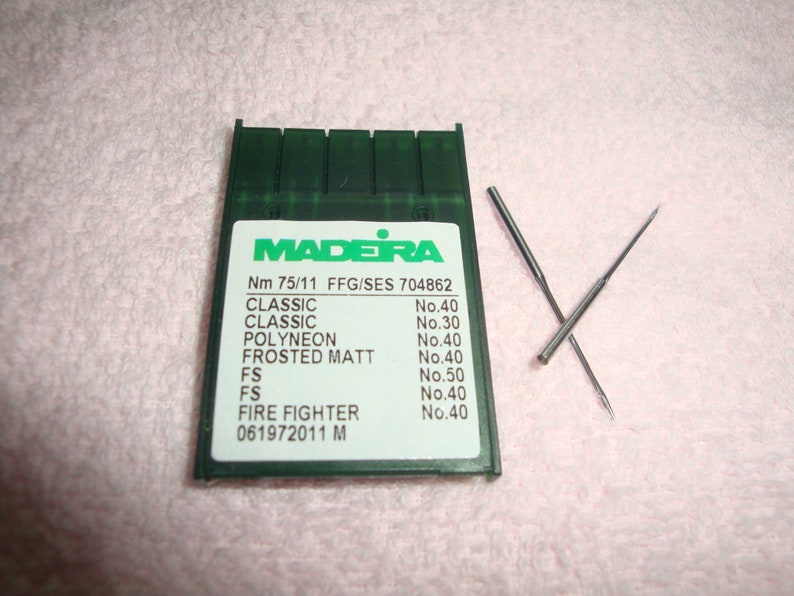 MADEIRA
Nm 75/11 FFG/SES 704862
CLASSIC No.40
CLASSIC No.30
POLYNEON No.40
FROSTED MATT No.40
FS No.50
FS No.40
FIRE FIGHTER No.40
061972011 M